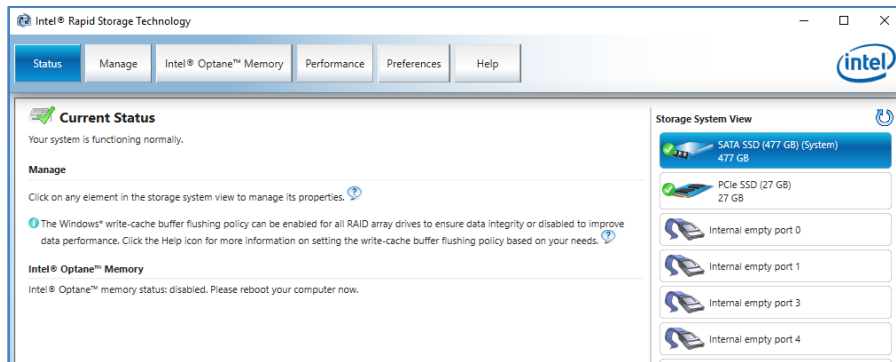 Intel® Rapid Storage Technology
Status
Manage
Intel® Optane™ Memory
Performance
Preferences
Help
intel
Current Status
Your system is functioning normally.
Manage
Click on any element in the storage system view to manage its properties.
The Windows* write-cache buffer flushing policy can be enabled for all RAID array drives to ensure data integrity or disabled to improve
data performance. Click the Help icon for more information on setting the write-cache buffer flushing policy based on your needs.
Intel® Optane™ Memory
Intel® Optane™ memory status: disabled. Please reboot your computer now.
Storage System View
SATA SSD (477 GB) (System)
477 GB
PCIe SSD (27 GB)
27 GB
Internal empty port 0
Internal empty port 1
Internal empty port 3
Internal empty port 4